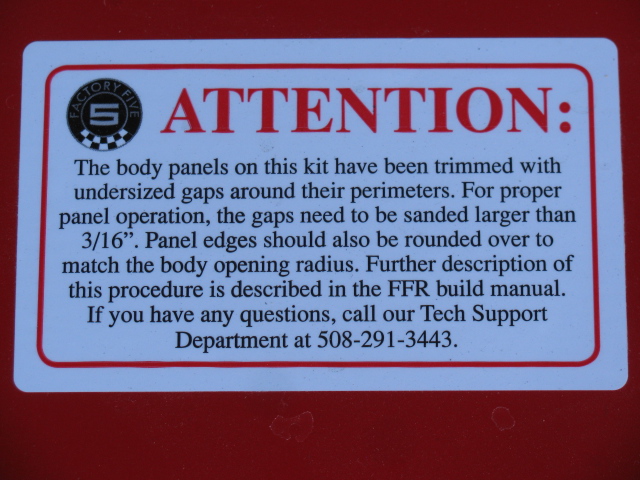 FACTORY FIVE
5
ATTENTION:
The body panels on this kit have been trimmed with
undersized gaps around their perimeters. For proper
panel operation, the gaps need to be sanded larger than
3/16”. Panel edges should also be rounded over to
match the body opening radius. Further description of
this procedure is described in the FFR build manual.
If you have any questions, call our Tech Support
Department at 508-291-3443.